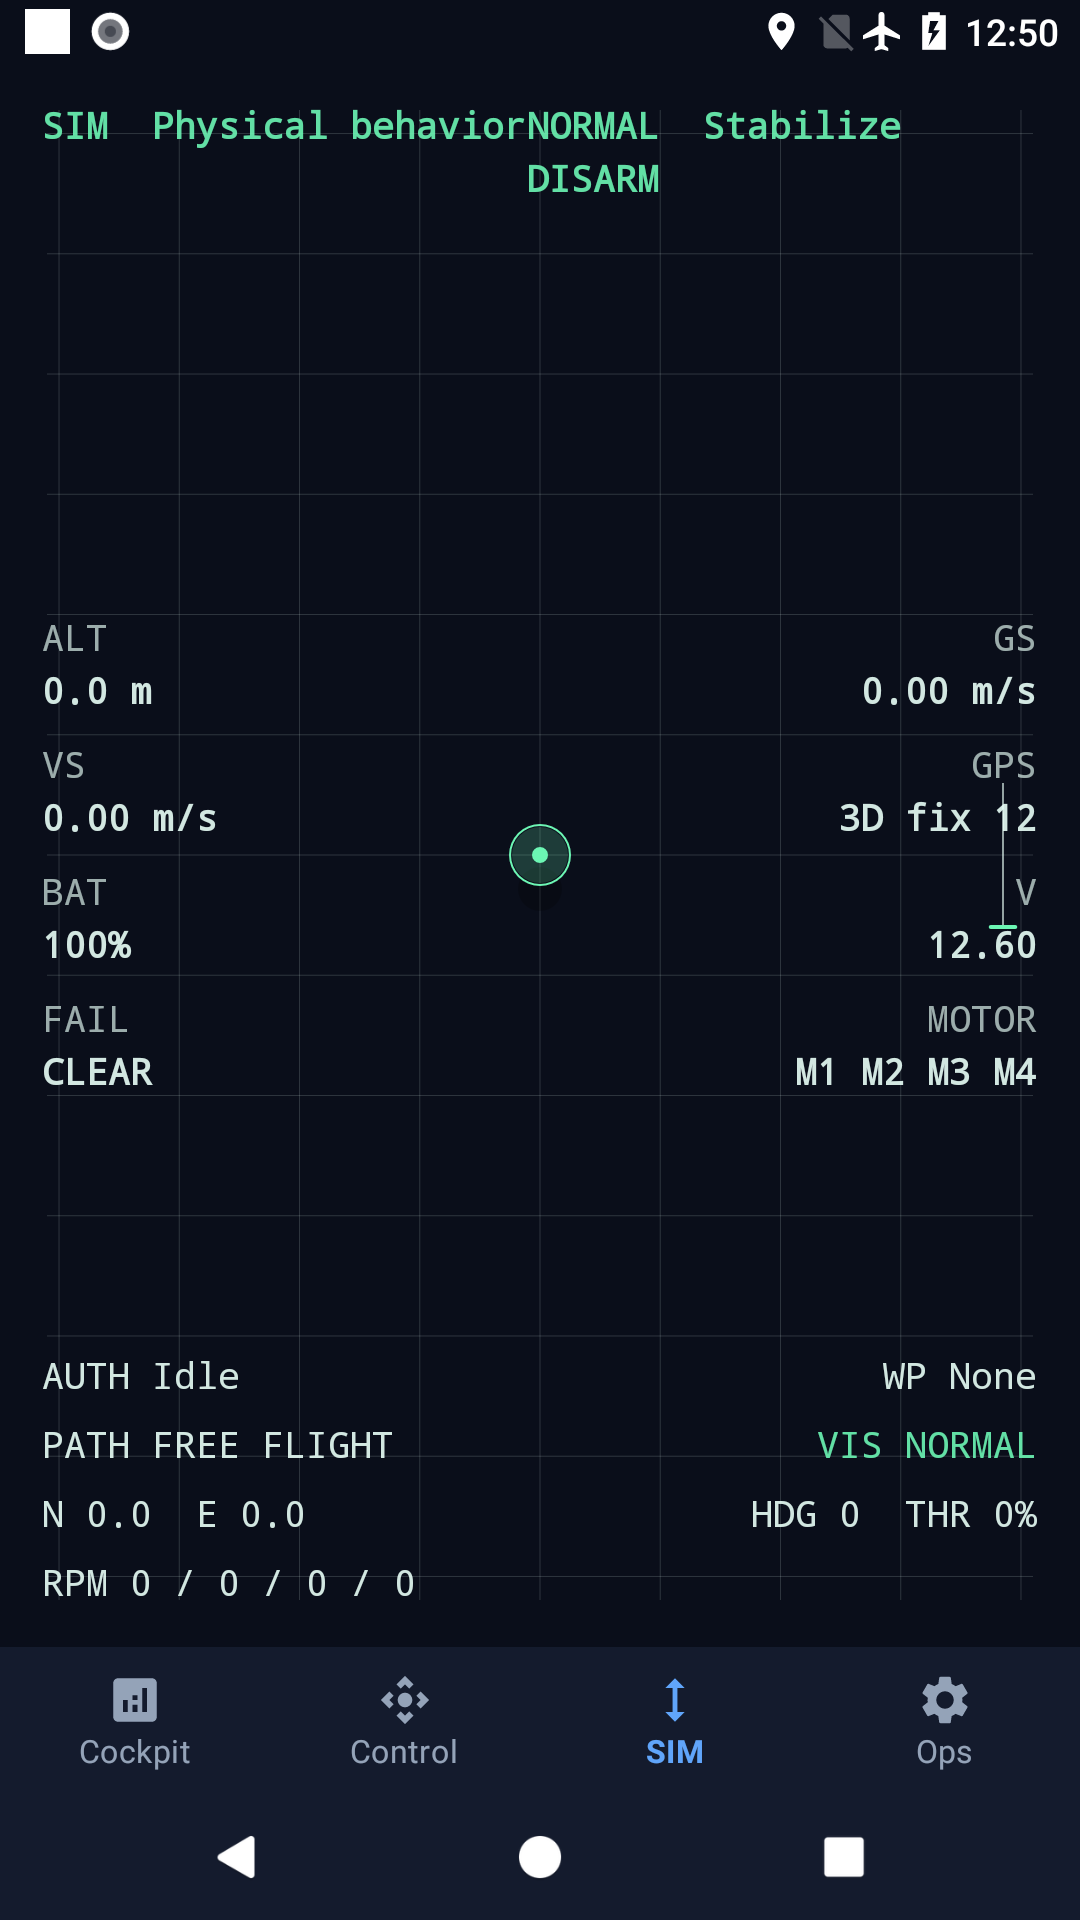 12:50
SIM Physical behavior NORMAL Stabilize
DISARM
ALT GS
0.0 m 0.00 m/s
VS GPS
0.00 m/s 3D fix 12
BAT V
100% 12.60
FAIL MOTOR
CLEAR M1 M2 M3 M4
AUTH Idle WP None
PATH FREE FLIGHT VIS NORMAL
N 0.0 E 0.0 HDG 0 THR 0%
RPM 0 / 0 / 0 / 0
Cockpit Control SIM Ops